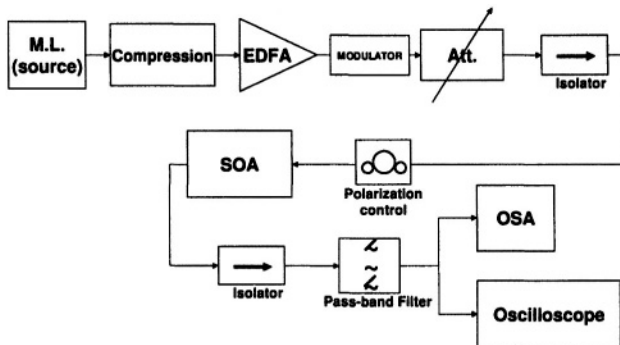 M.L.
(source)
Compression
EDFA
MODULATOR
Att.
Isolator
SOA
Polarization
control
OSA
Isolator
Pass-band Filter
Oscilloscope